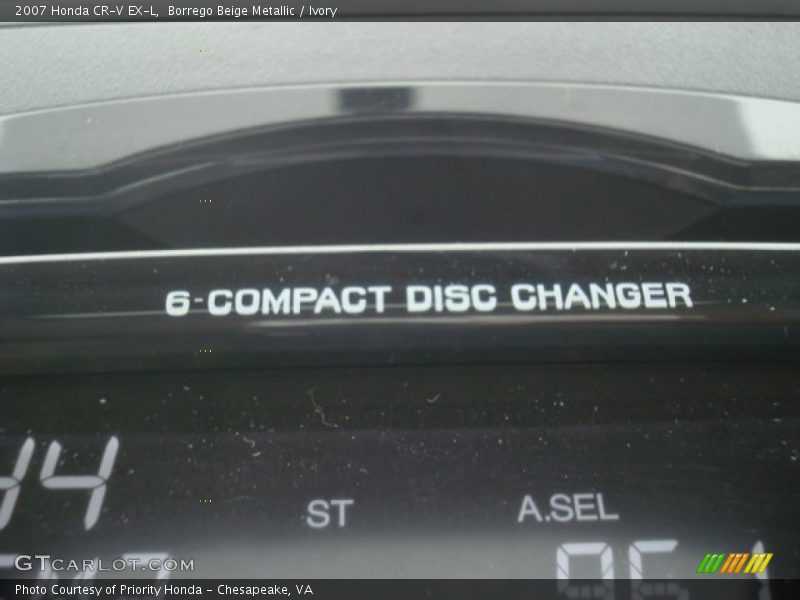 2007 Honda CR-V EX-L,  Borrego Beige Metallic / Ivory
6-COMPACT DISC CHANGER
4
ST
A.SEL
GTCARLOT.COM
Photo Courtesy of Priority Honda - Chesapeake, VA